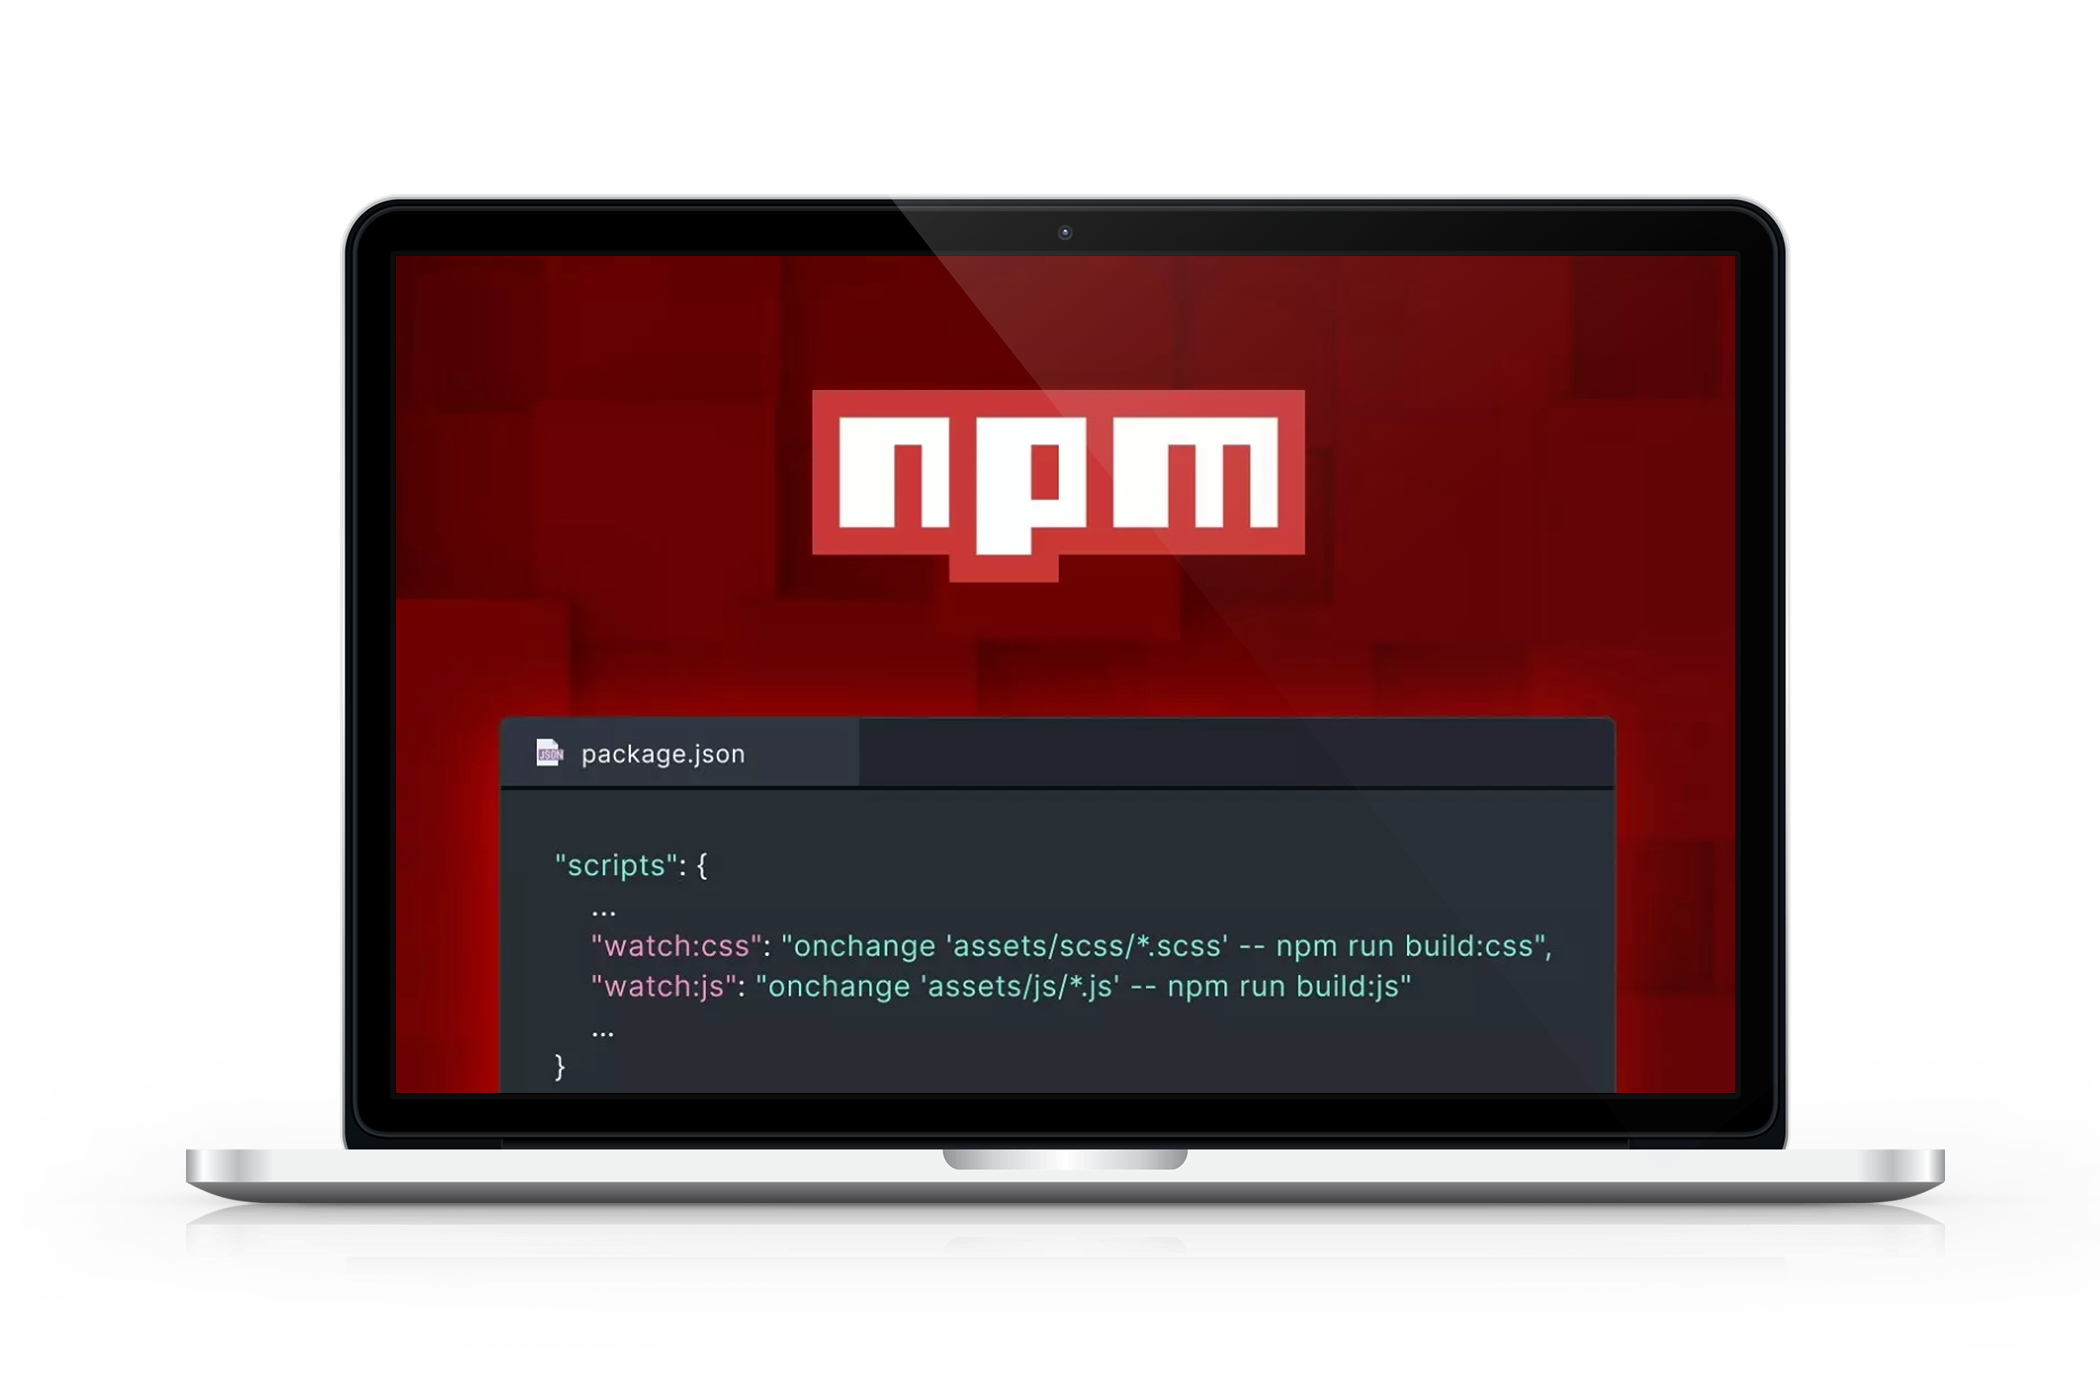 npm
JSON
package.json
"scripts": {
...
"watch:css": "onchange 'assets/scss/*.scss' -- npm run build:css",
"watch:js": "onchange 'assets/js/*.js' -- npm run build:js"
...
}